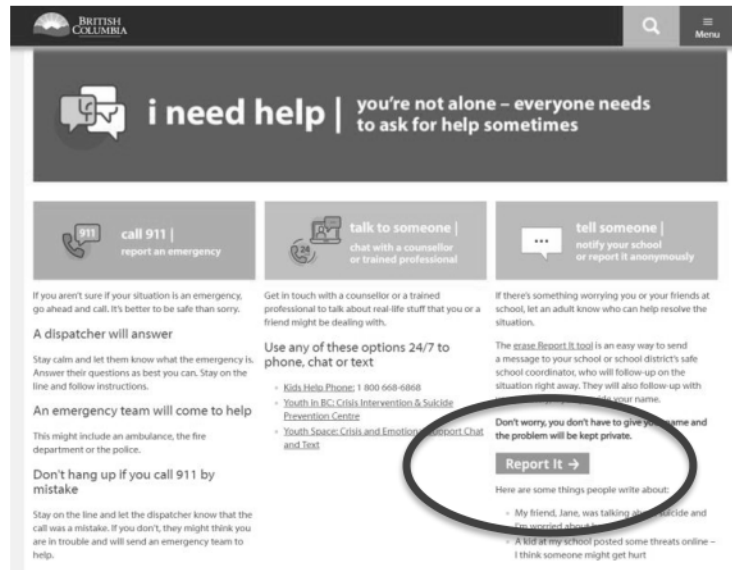 BRITISH
COLUMBIA
Menu
i need help | you're not alone – everyone needs
to ask for help sometimes
911
call 911 |
report an emergency
If you aren't sure if your situation is an emergency,
go ahead and call. It's better to be safe than sorry.
A dispatcher will answer
Stay calm and let them know what the emergency is.
Answer their questions as best you can. Stay on the
line and follow instructions.
An emergency team will come to help
This might include an ambulance, the fire
department or the police.
Don't hang up if you call 911 by
mistake
Stay on the line and let the dispatcher know that the
call was a mistake. If you don't, they might think you
are in trouble and will send an emergency team to
help.
24
talk to someone |
chat with a counsellor
or trained professional
Get in touch with a counsellor or a trained
professional to talk about real-life stuff that you or a
friend might be dealing with.
Use any of these options 24/7 to
phone, chat or text
Kids Help Phone: 1 800 668-6868
Youth in BC: Crisis Intervention & Suicide
Prevention Centre
Youth Space: Crisis and Emotional Support Chat
and Text
tell someone |
notify your school
or report it anonymously
If there's something worrying you or your friends at
school, let an adult know who can help resolve the
situation.
The erase Report It tool is an easy way to send
a message to your school or school district's safe
school coordinator, who will follow-up on the
situation right away. They will also follow-up with
your name.
Don't worry, you don't have to give your name and
the problem will be kept private.
Report It →
Here are some things people write about:
My friend, Jane, was talking about suicide and
I'm worried about
A kid at my school posted some threats online –
I think someone might get hurt